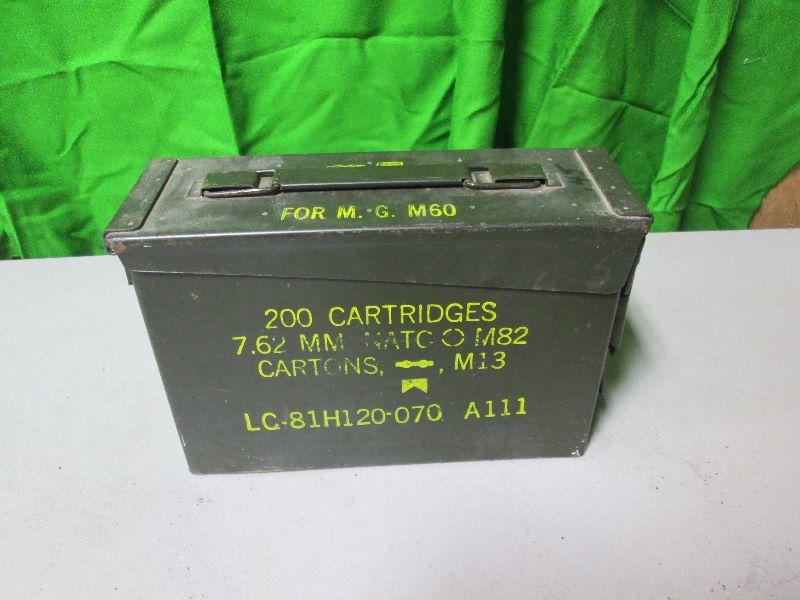 FOR M.-G. M60
200 CARTRIDGES
7.62 MM NATO M82
CARTONS, , M13
LC-81H120-070 A111